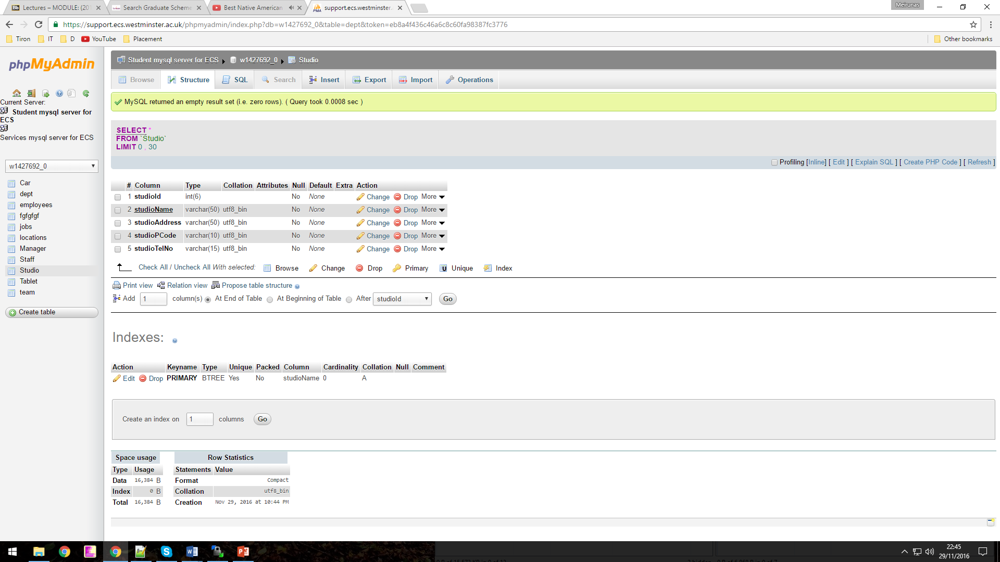 Lectures – MODULE: (201
Search Graduate Scheme
Best Native American
support.ecs.westminster.
Meirunas
https://support.ecs.westminster.ac.uk/phpmyadmin/index.php?db=w1427692_0&table=dept&token=eb8a4f436c46a6c8c60fa98387fc3776
Tiron IT D YouTube Placement Other bookmarks
phpMyAdmin
Current Server:
Student mysql server for
ECS
Services mysql server for ECS
w1427692_0
Car
dept
employees
fgfgfgf
jobs
locations
Manager
Staff
Studio
Tablet
team
Create table
Student mysql server for ECS w1427692_0 Studio
Browse Structure SQL Search Insert Export Import Operations
MySQL returned an empty result set (i.e. zero rows). ( Query took 0.0008 sec )
SELECT *
FROM `Studio`
LIMIT 0 , 30
Profiling [Inline] [ Edit ] [ Explain SQL ] [ Create PHP Code ] [ Refresh ]
# Column Type Collation Attributes Null Default Extra Action
1 studioId int(6) No None Change Drop More
2 studioName varchar(50) utf8_bin No None Change Drop More
3 studioAddress varchar(50) utf8_bin No None Change Drop More
4 studioPCode varchar(10) utf8_bin No None Change Drop More
5 studioTelNo varchar(15) utf8_bin No None Change Drop More
Check All / Uncheck All With selected: Browse Change Drop Primary Unique Index
Print view Relation view Propose table structure
Add 1 column(s) At End of Table At Beginning of Table After studioId Go
Indexes:
Action Keyname Type Unique Packed Column Cardinality Collation Null Comment
Edit Drop PRIMARY BTREE Yes No studioName 0 A
Create an index on 1 columns Go
Space usage
Type Usage
Data 16,384 B
Index 0 B
Total 16,384 B
Row Statistics
Statements Value
Format Compact
Collation utf8_bin
Creation Nov 29, 2016 at 10:44 PM
22:45
29/11/2016